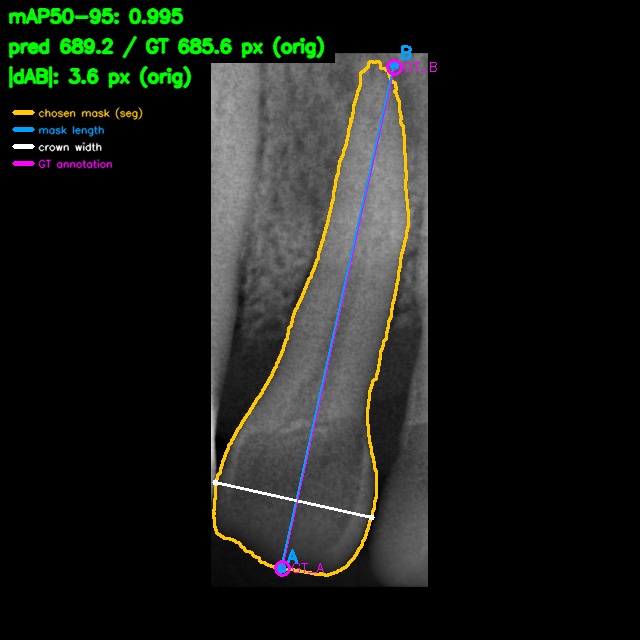 mAP50-95: 0.995
pred 689.2 / GT 685.6 px (orig)
|dAB|: 3.6 px (orig)
chosen mask (seg)
mask length
crown width
GT annotation
B
GT_B
A
GT_A